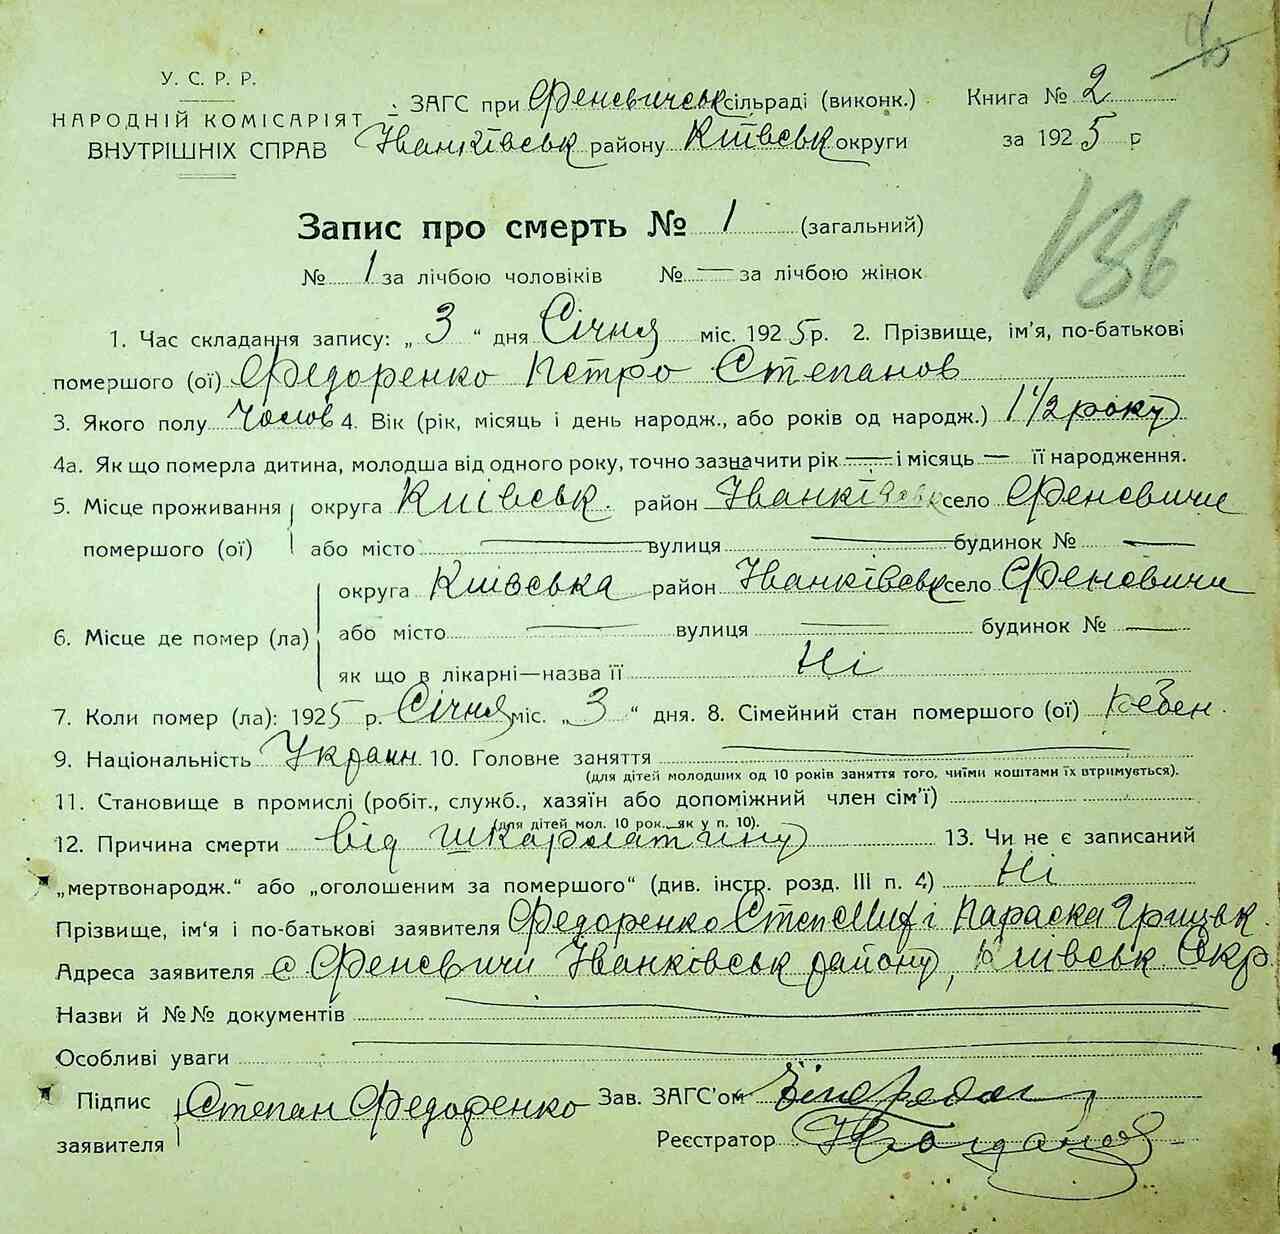 У. С. Р. Р.
НАРОДНІЙ КОМІСАРІЯТ
ВНУТРІШНІХ СПРАВ
ЗАГС при Феневичськ сільраді (виконк.)
Іванківськ району Київськ округи
Книга № 2
за 1925 р
136
Запис про смерть № 1 (загальний)
№ 1 за лічбою чоловіків № — за лічбою жінок
1. Час складання запису: „ 3 “ дня Січня міс. 1925 р. 2. Прізвище, ім'я, по-батькові
помершого (ої) Федоренко Петро Степанов
3. Якого полу Чолов 4. Вік (рік, місяць і день народж., або років од народж.) 1 1/2 року
4а. Як що померла дитина, молодша від одного року, точно зазначити рік — і місяць — її народження.
5. Місце проживання помершого (ої) округа Київськ. район Іванківськ село Феневичи
або місто — вулиця — будинок № —
6. Місце де помер (ла) округа Київська район Іванківськ село Феневичи
або місто — вулиця — будинок № —
як що в лікарні—назва її Ні
7. Коли помер (ла): 1925 р. Січня міс. „ 3 “ дня. 8. Сімейний стан помершого (ої)
9. Національність Украин 10. Головне заняття —
(для дітей молодших од 10 років заняття того, чиїми коштами їх втримується).
11. Становище в промислі (робіт., служб., хазяїн або допоміжний член сім'ї)
(для дітей мол. 10 рок. як у п. 10).
12. Причина смерти від шкарлатину 13. Чи не є записаний
„мертвонародж.“ або „оголошеним за помершого“ (див. інстр. розд. III п. 4) Ні
Прізвище, ім'я і по-батькові заявителя Федоренко Степ і Параска Грицьк
Адреса заявителя с Феневичи Іванківськ району, Київськ Окр
Назви й №№ документів —
Особливі уваги —
Підпис заявителя Степан Федоренко
Зав. ЗАГС'ом
Реєстратор